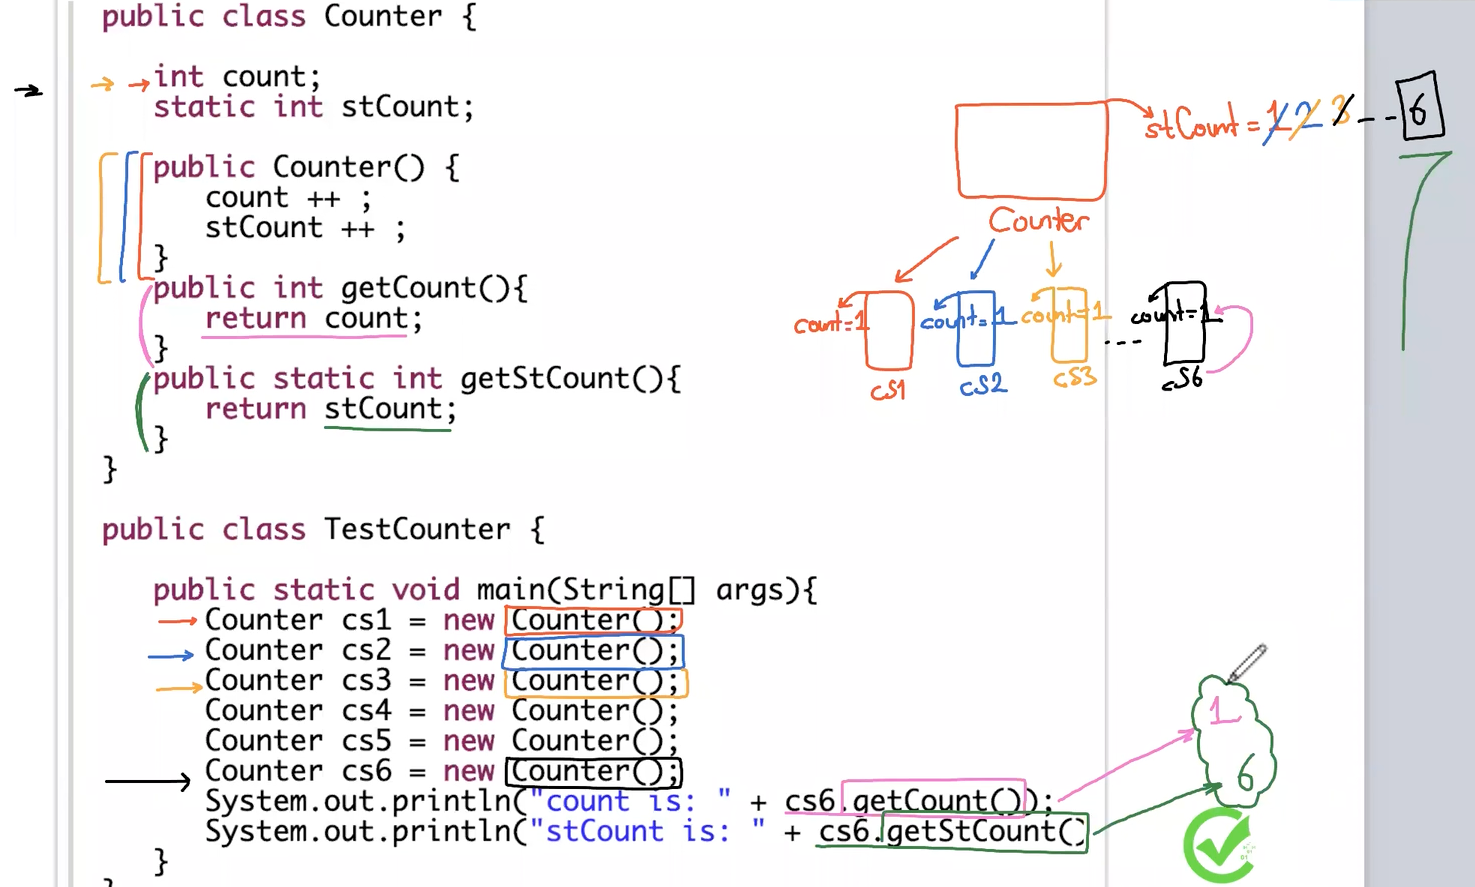 public class Counter {
int count;
static int stCount;
public Counter() {
count ++ ;
stCount ++ ;
}
public int getCount(){
return count;
}
public static int getStCount(){
return stCount;
}
}
stCount = 1 2 3 -- 6
Counter
count=1 count=1 count=1 ... count=1
cs1 cs2 cs3 cs6
public class TestCounter {
public static void main(String[] args){
Counter cs1 = new Counter();
Counter cs2 = new Counter();
Counter cs3 = new Counter();
Counter cs4 = new Counter();
Counter cs5 = new Counter();
Counter cs6 = new Counter();
System.out.println("count is: " + cs6.getCount());
System.out.println("stCount is: " + cs6.getStCount()
}
1
6